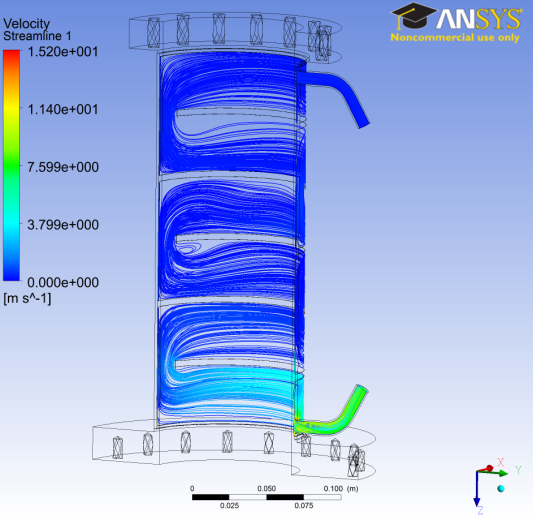 Velocity
Streamline 1
1.520e+001
1.140e+001
7.599e+000
3.799e+000
0.000e+000
[m s^-1]
ANSYS
Noncommercial use only
0 0.050 0.100 (m)
0.025 0.075
X
Y
Z